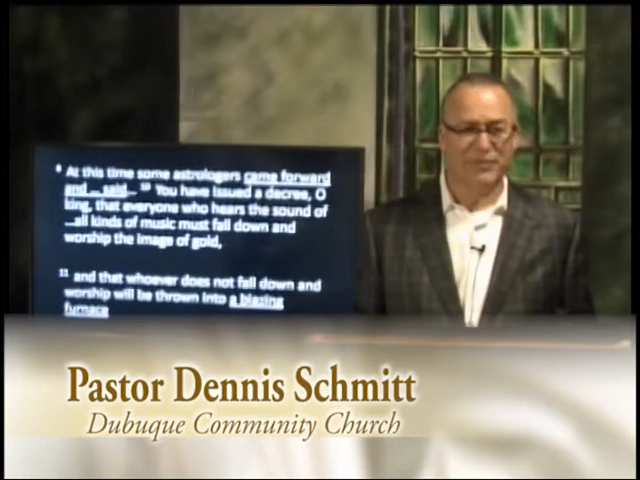 8 At this time some astrologers came forward
and ... said... 10 You have issued a decree, O
king, that everyone who hears the sound of
...all kinds of music must fall down and
worship the image of gold,
11 and that whoever does not fall down and
worship will be thrown into a blazing
furnace
Pastor Dennis Schmitt
Dubuque Community Church